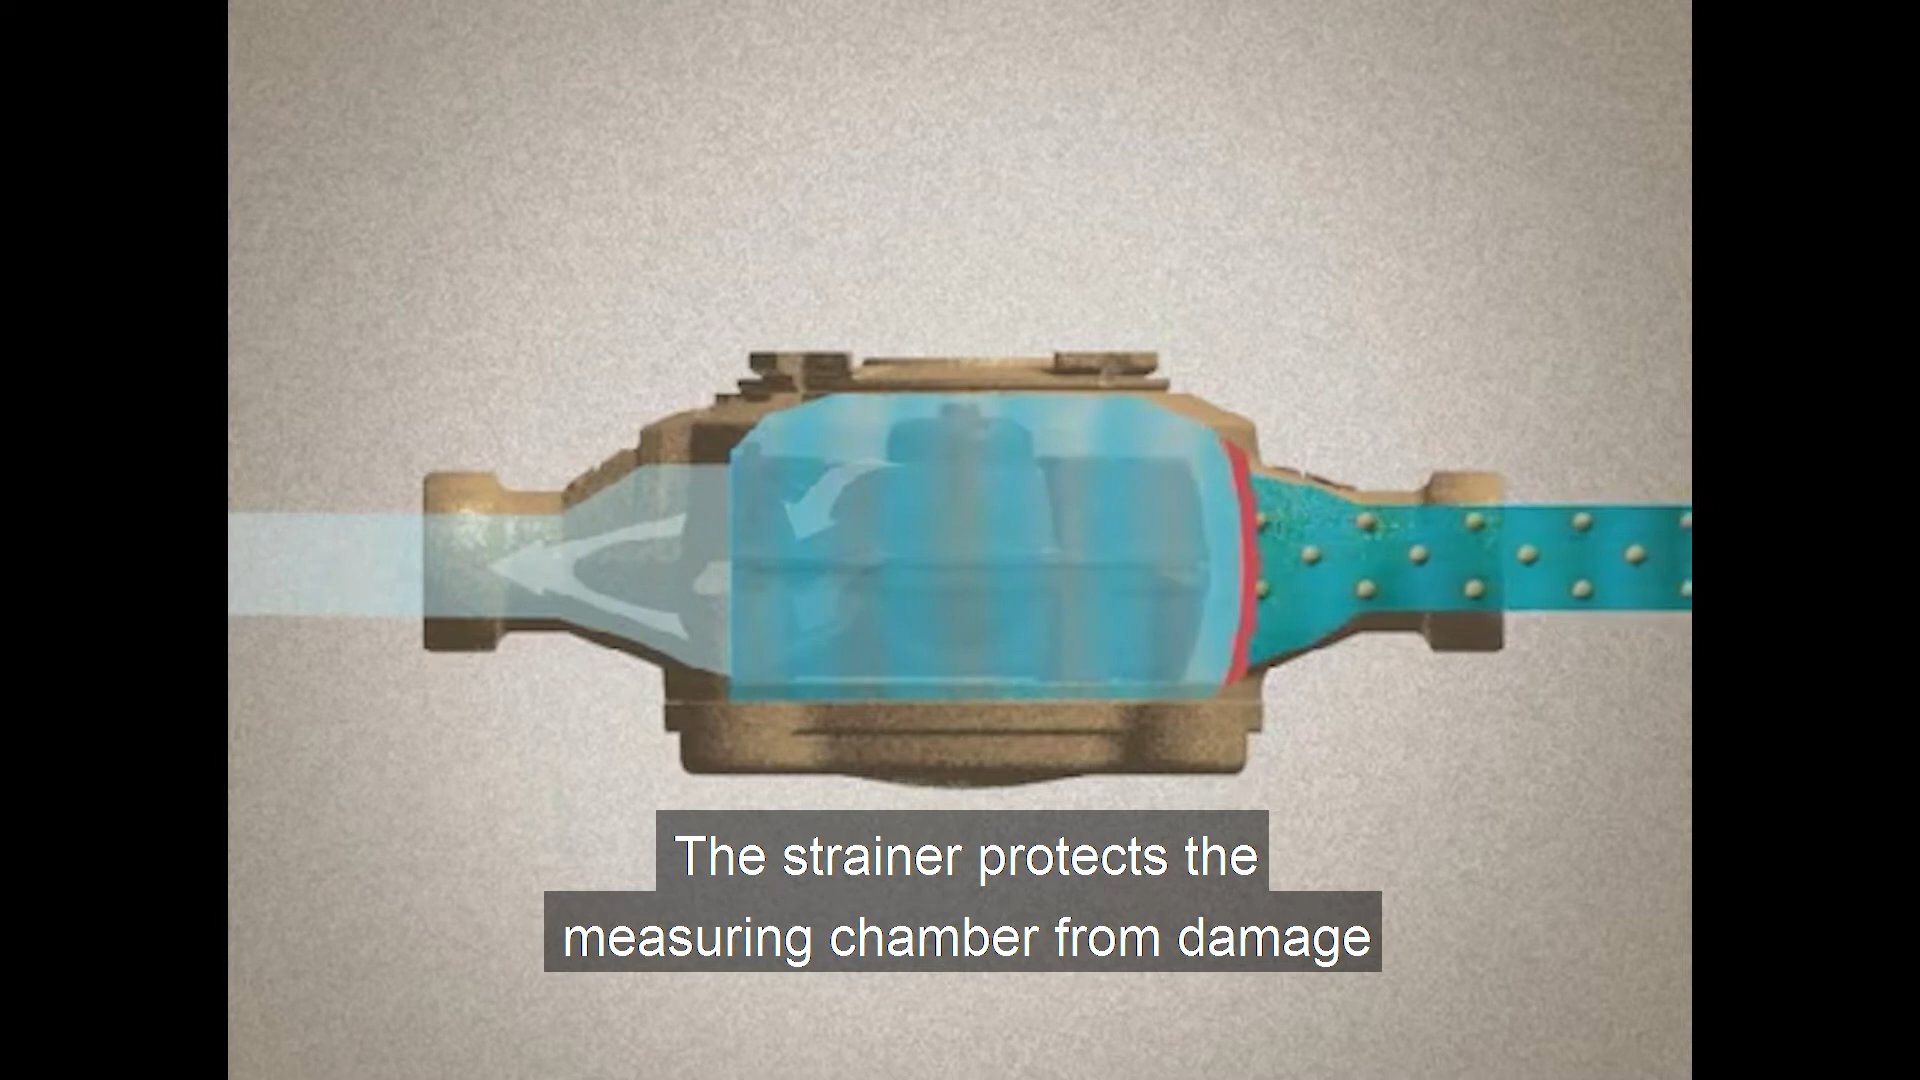 The strainer protects the
measuring chamber from damage